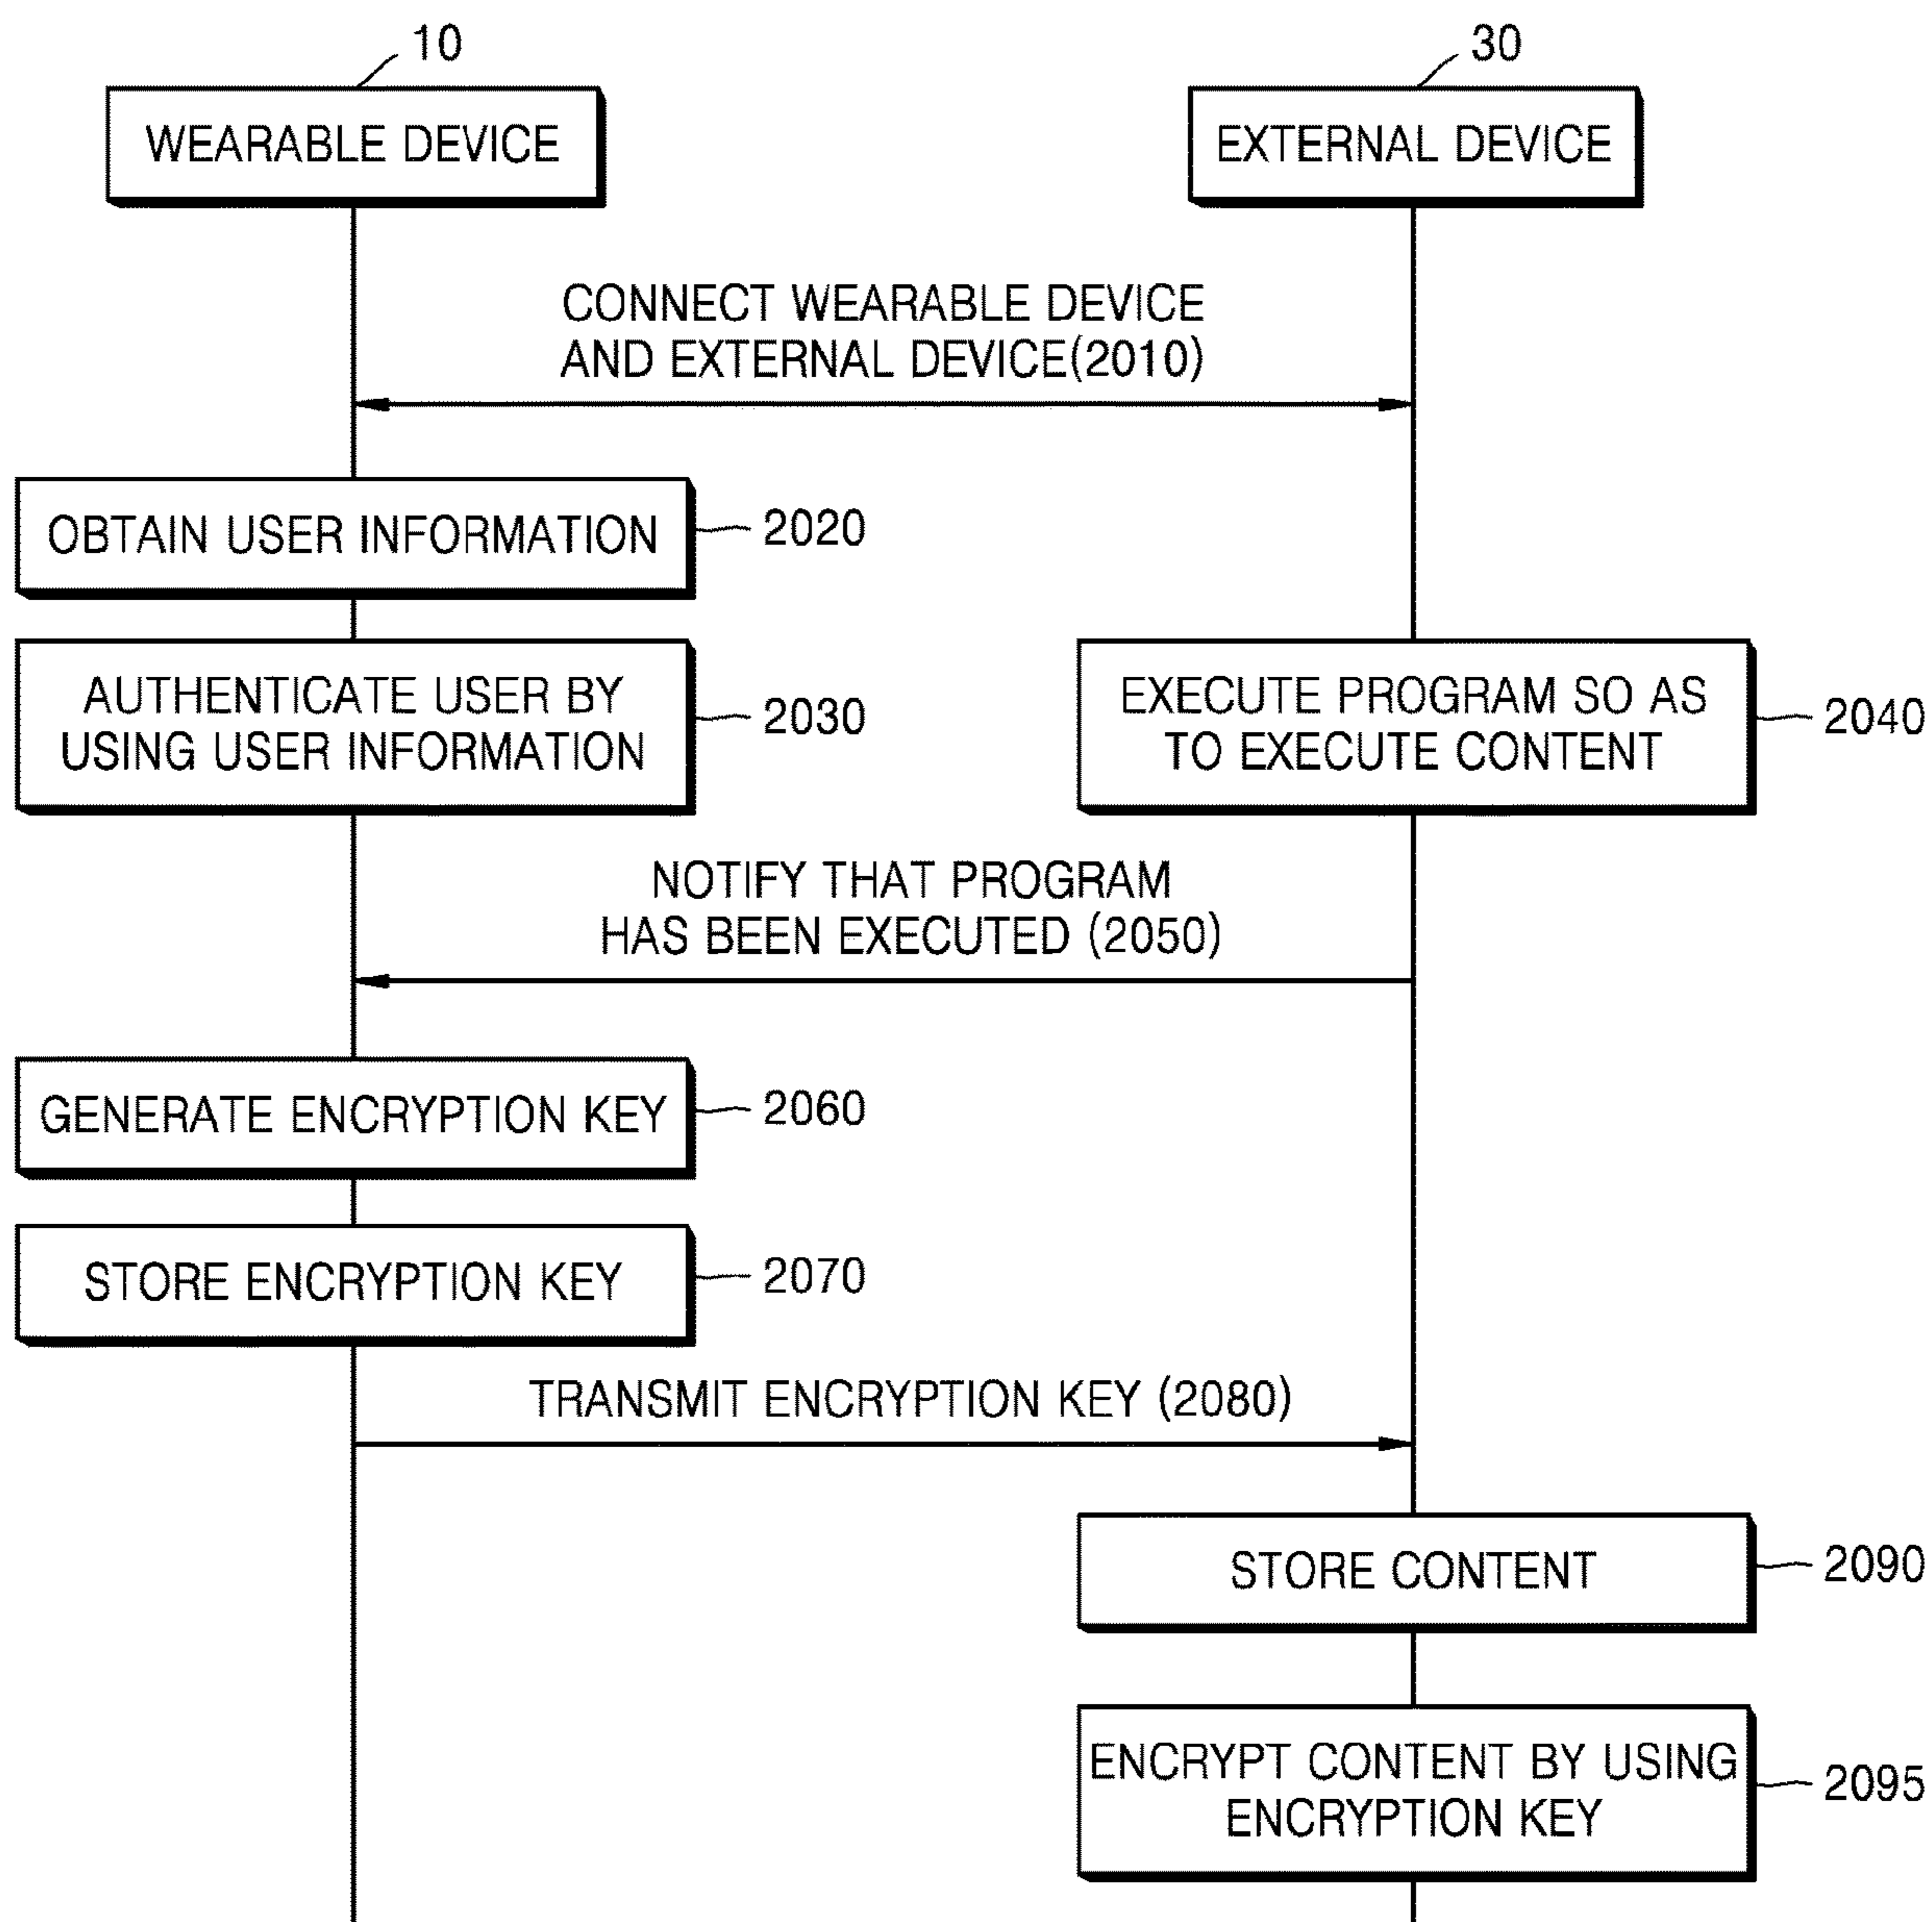 10
30
WEARABLE DEVICE
EXTERNAL DEVICE
CONNECT WEARABLE DEVICE
AND EXTERNAL DEVICE(2010)
OBTAIN USER INFORMATION
2020
AUTHENTICATE USER BY
USING USER INFORMATION
2030
EXECUTE PROGRAM SO AS
TO EXECUTE CONTENT
2040
NOTIFY THAT PROGRAM
HAS BEEN EXECUTED (2050)
GENERATE ENCRYPTION KEY
2060
STORE ENCRYPTION KEY
2070
TRANSMIT ENCRYPTION KEY (2080)
STORE CONTENT
2090
ENCRYPT CONTENT BY USING
ENCRYPTION KEY
2095